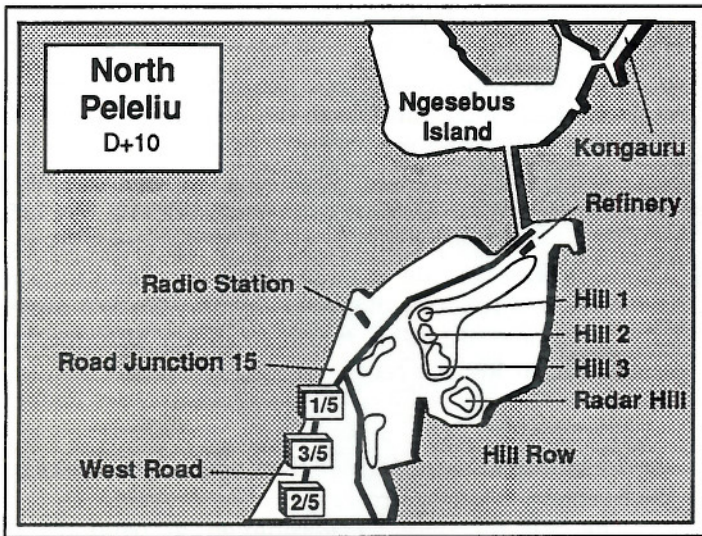 North
Peleliu
D+10
Ngesebus
Island
Kongauru
Refinery
Radio Station
Hill 1
Hill 2
Road Junction 15
Hill 3
1/5
Radar Hill
3/5
West Road
Hill Row
2/5